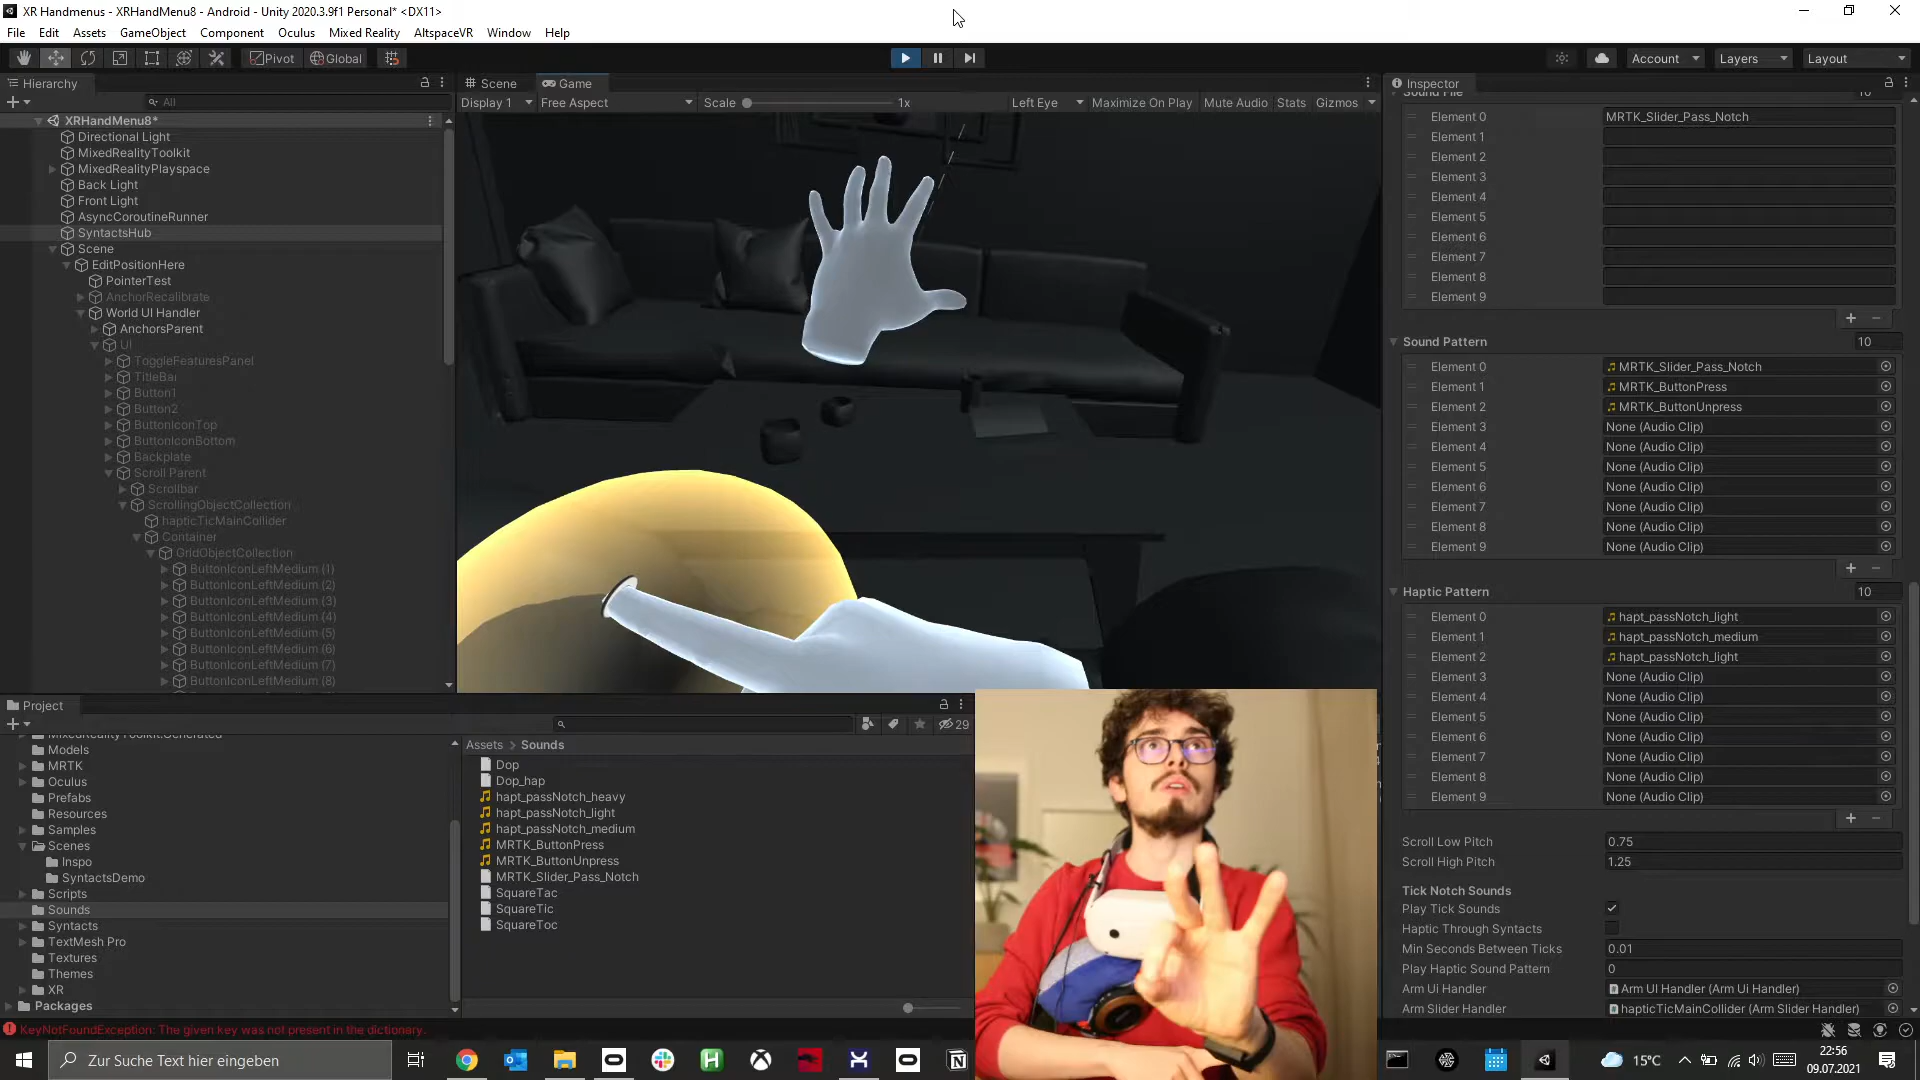 XR Handmenus - XRHandMenu8 - Android - Unity 2020.3.9f1 Personal* <DX11>
File Edit Assets GameObject Component Oculus Mixed Reality AltspaceVR Window Help
Pivot Global Account Layers Layout
Hierarchy
All
XRHandMenu8*
Directional Light
MixedRealityToolkit
MixedRealityPlayspace
Back Light
Front Light
AsyncCoroutineRunner
SyntactsHub
Scene
EditPositionHere
PointerTest
AnchorRecalibrate
World UI Handler
AnchorsParent
UI
ToggleFeaturesPanel
TitleBar
Button1
Button2
ButtonIconTop
ButtonIconBottom
Backplate
Scroll Parent
Scrollbar
ScrollingObjectCollection
hapticTicMainCollider
Container
GridObjectCollection
ButtonIconLeftMedium (1)
ButtonIconLeftMedium (2)
ButtonIconLeftMedium (3)
ButtonIconLeftMedium (4)
ButtonIconLeftMedium (5)
ButtonIconLeftMedium (6)
ButtonIconLeftMedium (7)
ButtonIconLeftMedium (8)
Scene Game
Display 1 Free Aspect Scale 1x Left Eye Maximize On Play Mute Audio Stats Gizmos
Inspector
Sound File 10
Element 0 MRTK_Slider_Pass_Notch
Element 1
Element 2
Element 3
Element 4
Element 5
Element 6
Element 7
Element 8
Element 9
Sound Pattern 10
Element 0 MRTK_Slider_Pass_Notch
Element 1 MRTK_ButtonPress
Element 2 MRTK_ButtonUnpress
Element 3 None (Audio Clip)
Element 4 None (Audio Clip)
Element 5 None (Audio Clip)
Element 6 None (Audio Clip)
Element 7 None (Audio Clip)
Element 8 None (Audio Clip)
Element 9 None (Audio Clip)
Haptic Pattern 10
Element 0 hapt_passNotch_light
Element 1 hapt_passNotch_medium
Element 2 hapt_passNotch_light
Element 3 None (Audio Clip)
Element 4 None (Audio Clip)
Element 5 None (Audio Clip)
Element 6 None (Audio Clip)
Element 7 None (Audio Clip)
Element 8 None (Audio Clip)
Element 9 None (Audio Clip)
Scroll Low Pitch 0.75
Scroll High Pitch 1.25
Tick Notch Sounds
Play Tick Sounds
Haptic Through Syntacts
Min Seconds Between Ticks 0.01
Play Haptic Sound Pattern 0
Arm Ui Handler Arm UI Handler (Arm Ui Handler)
Arm Slider Handler hapticTicMainCollider (Arm Slider Handler)
Project
29
MixedRealityToolkit.Generated
Models
MRTK
Oculus
Prefabs
Resources
Samples
Scenes
Inspo
SyntactsDemo
Scripts
Sounds
Syntacts
TextMesh Pro
Textures
Themes
XR
Packages
Assets > Sounds
Dop
Dop_hap
hapt_passNotch_heavy
hapt_passNotch_light
hapt_passNotch_medium
MRTK_ButtonPress
MRTK_ButtonUnpress
MRTK_Slider_Pass_Notch
SquareTac
SquareTic
SquareToc
KeyNotFoundException: The given key was not present in the dictionary.
Zur Suche Text hier eingeben
15°C
22:56
09.07.2021